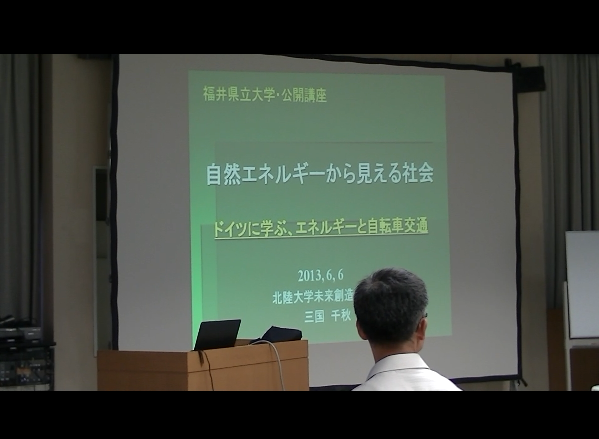 福井県立大学・公開講座
自然エネルギーから見える社会
ドイツに学ぶ、エネルギーと自転車交通
2013, 6, 6
北陸大学未来創造
三国 千秋